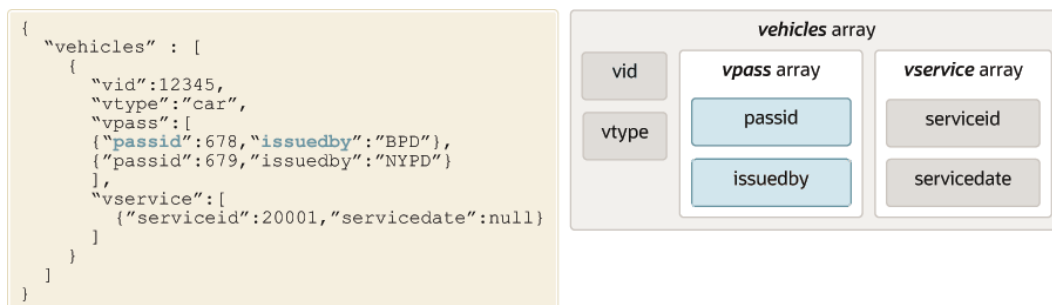 {
“vehicles” : [
{
“vid”:12345,
“vtype”:”car”,
“vpass”:[
{“passid”:678,“issuedby”:”BPD”},
{”passid”:679,”issuedby”:”NYPD”}
],
“vservice”:[
{”serviceid”:20001,”servicedate”:null}
]
}
]
}
vehicles array
vid
vtype
vpass array
passid
issuedby
vservice array
serviceid
servicedate